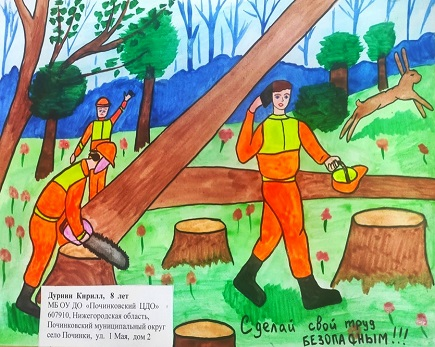 Дурнин Кирилл, 8 лет
МБ ОУ ДО «Починковский ЦДО»
607910, Нижегородская область,
Починковский муниципальный округ
село Починки, ул. 1 Мая, дом 2
Сделай свой труд
БЕЗОПАСНЫМ!!!